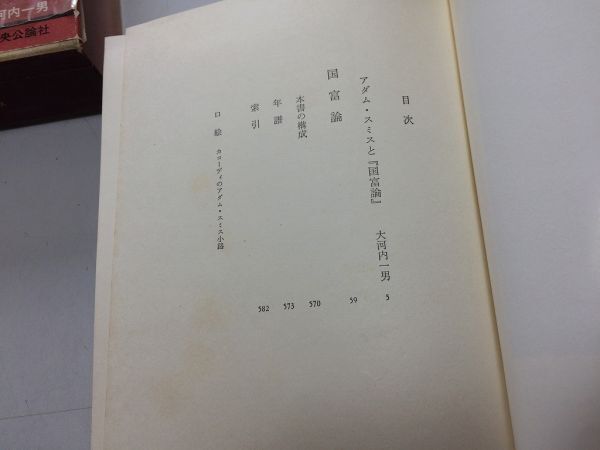 目次
アダム・スミスと『国富論』 大河内一男 5
国富論 59
本書の構成 570
年譜 573
索引 582
口絵 カコーディのアダム・スミス小路
河内一男
央公論社